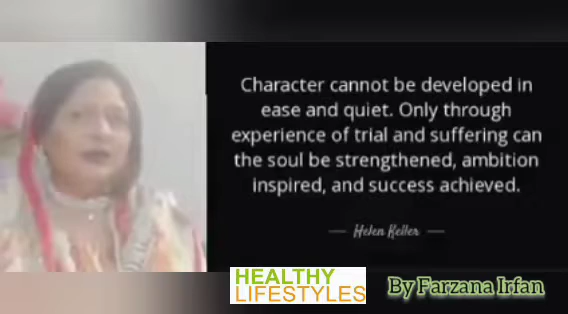 Character cannot be developed in
ease and quiet. Only through
experience of trial and suffering can
the soul be strengthened, ambition
inspired, and success achieved.
Helen Keller
HEALTHY
LIFESTYLES
By Farzana Irfan